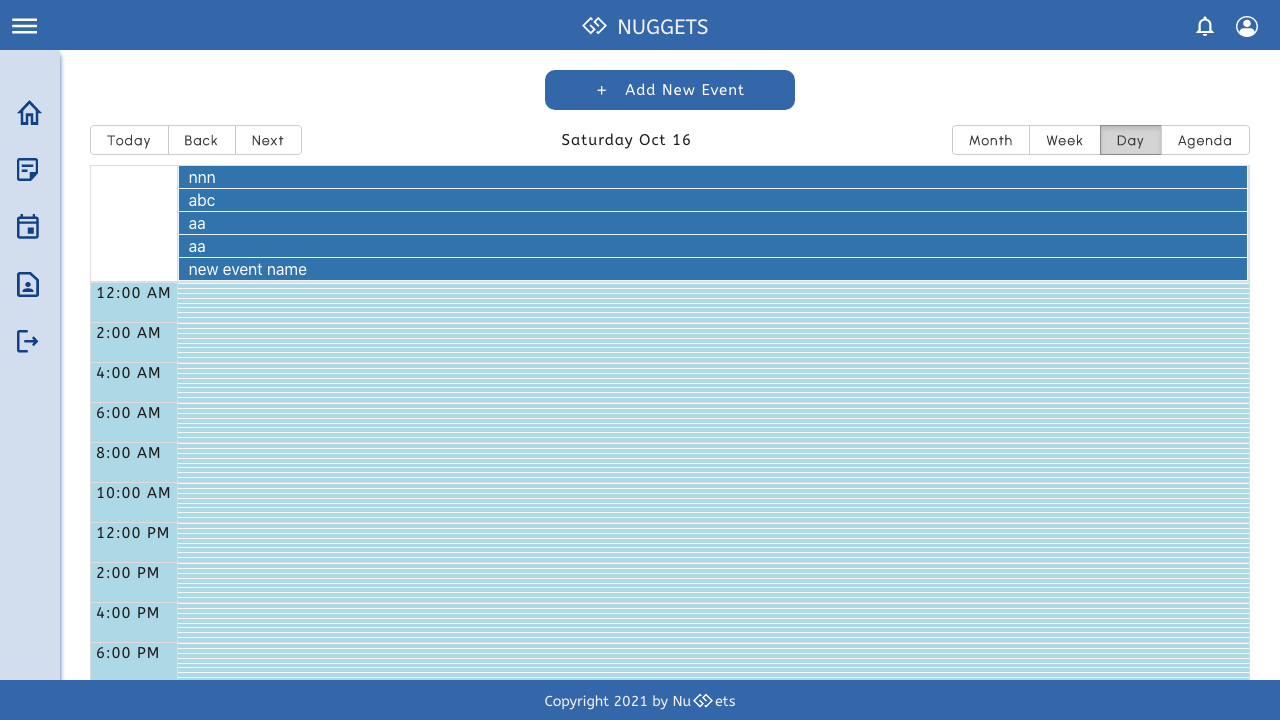 NUGGETS
+ Add New Event
Today Back Next Saturday Oct 16 Month Week Day Agenda
nnn
abc
aa
aa
new event name
12:00 AM
2:00 AM
4:00 AM
6:00 AM
8:00 AM
10:00 AM
12:00 PM
2:00 PM
4:00 PM
6:00 PM
Copyright 2021 by Nu ets